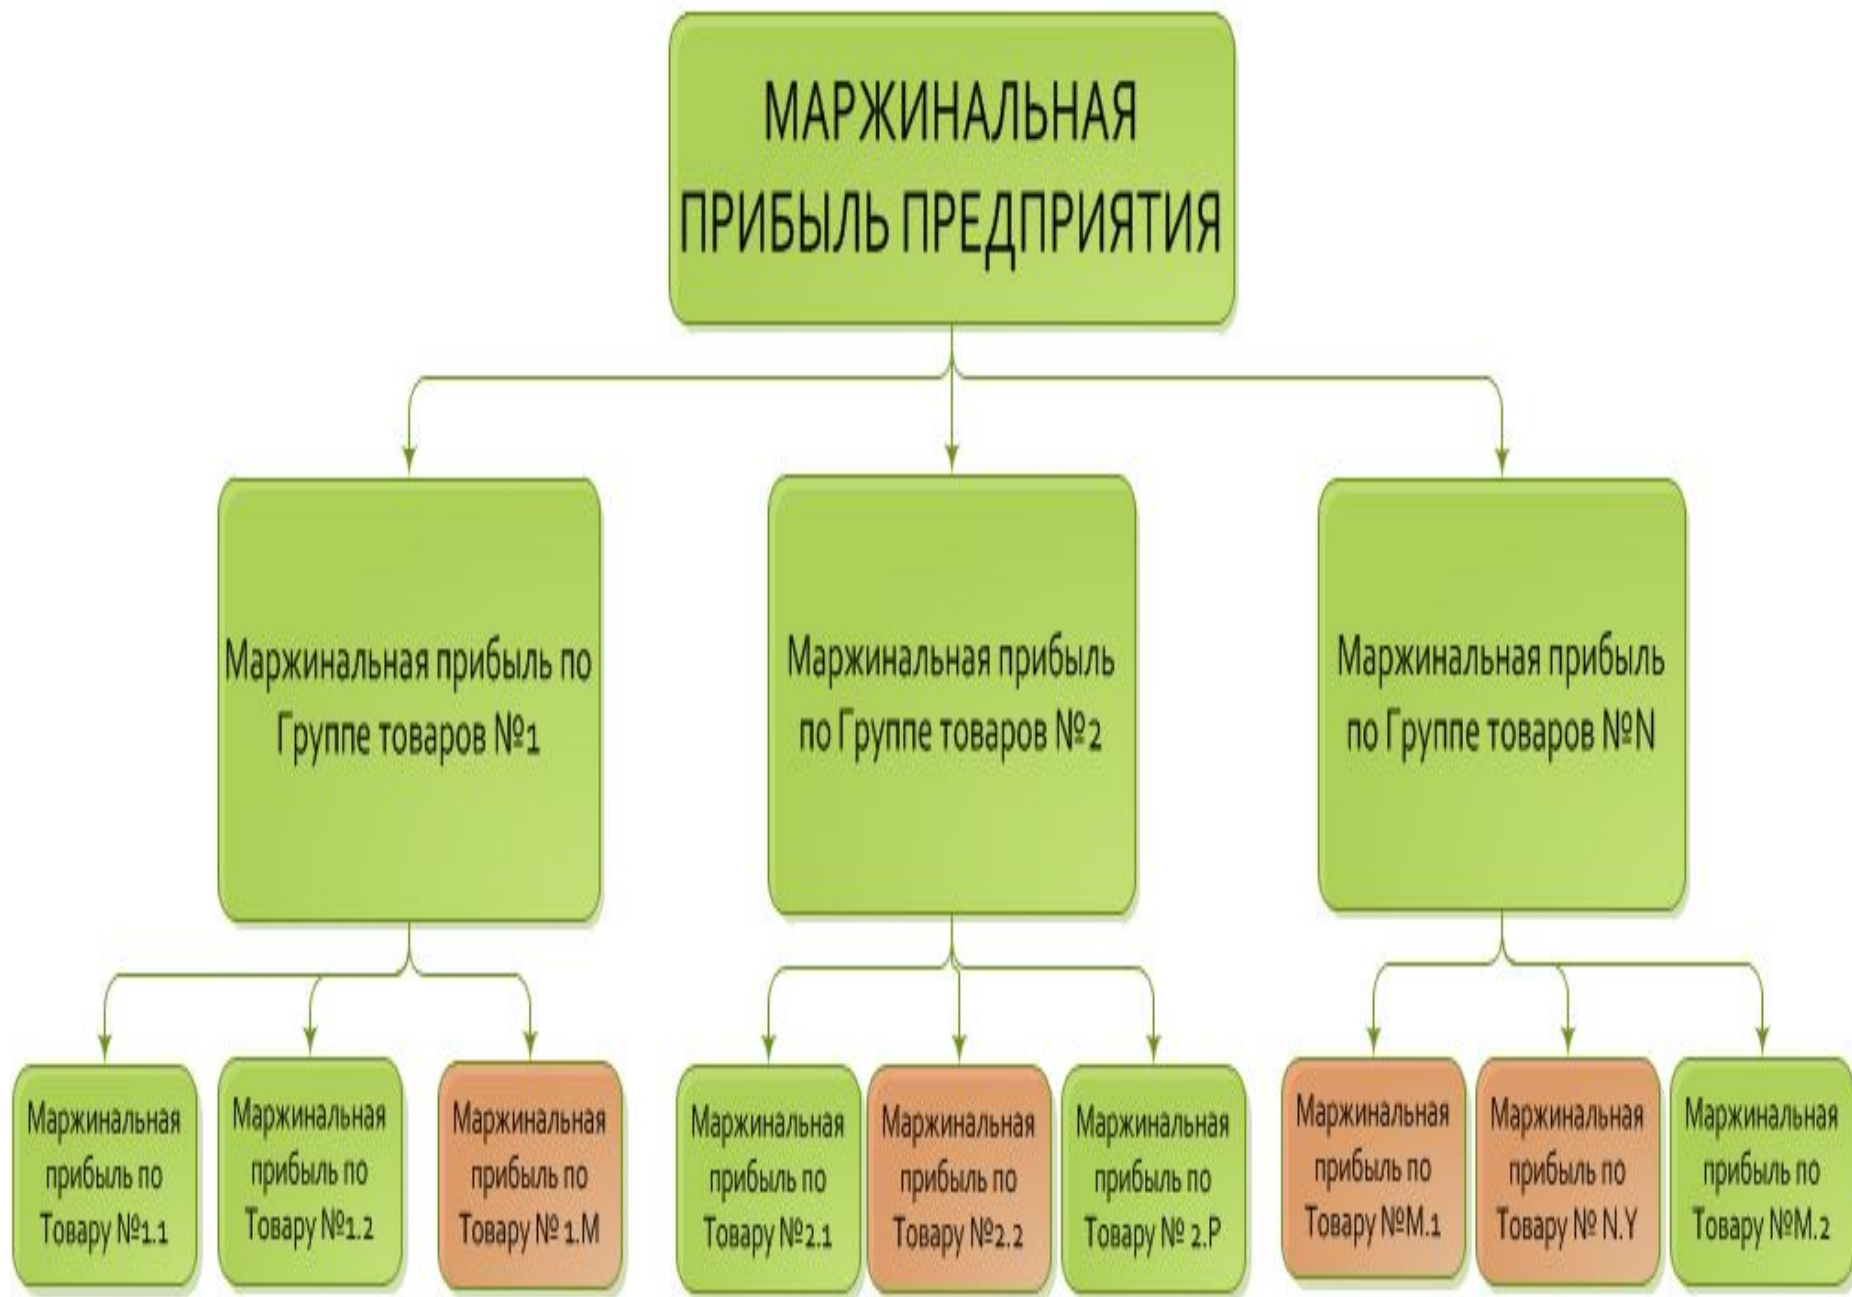 МАРЖИНАЛЬНАЯ
ПРИБЫЛЬ ПРЕДПРИЯТИЯ
Маржинальная прибыль по
Группе товаров №1
Маржинальная прибыль
по Группе товаров №2
Маржинальная прибыль
по Группе товаров №N
Маржинальная
прибыль по
Товару №1.1
Маржинальная
прибыль по
Товару №1.2
Маржинальная
прибыль по
Товару № 1.М
Маржинальная
прибыль по
Товару №2.1
Маржинальная
прибыль по
Товару №2.2
Маржинальная
прибыль по
Товару № 2.Р
Маржинальная
прибыль по
Товару №М.1
Маржинальная
прибыль по
Товару № N.Y
Маржинальная
прибыль по
Товару №М.2